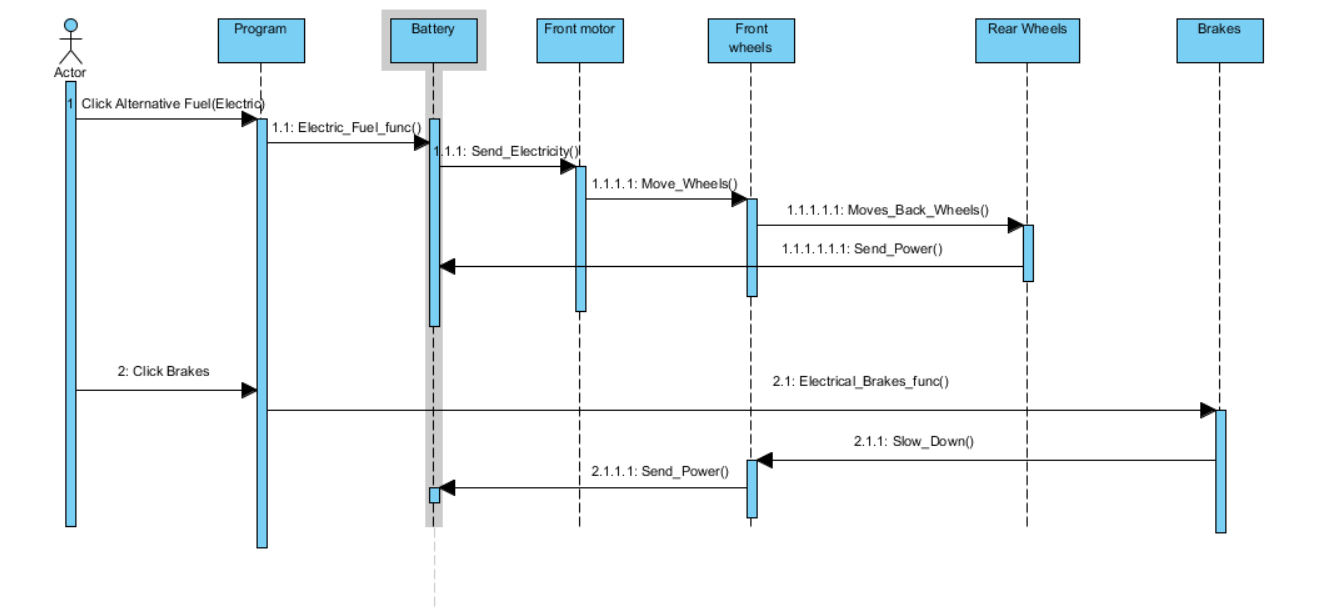 Program
Battery
Front motor
Front
wheels
Rear Wheels
Brakes
Actor
1 Click Alternative Fuel(Electric)
1.1: Electric_Fuel_func()
1.1.1: Send_Electricity()
1.1.1.1: Move_Wheels()
1.1.1.1.1: Moves_Back_Wheels()
1.1.1.1.1.1: Send_Power()
2: Click Brakes
2.1: Electrical_Brakes_func()
2.1.1: Slow_Down()
2.1.1.1: Send_Power()